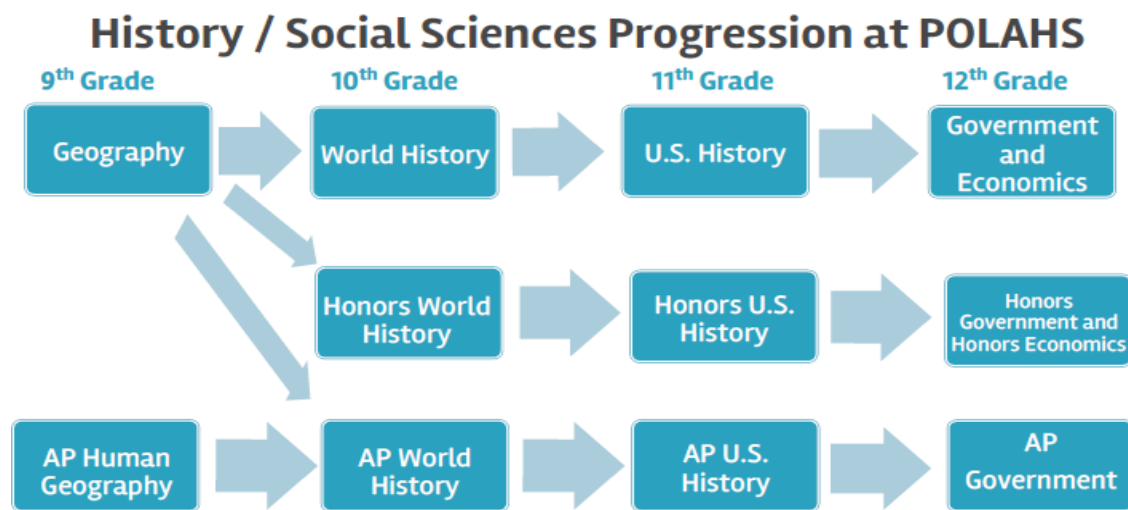 History / Social Sciences Progression at POLAHS
9th Grade
10th Grade
11th Grade
12th Grade
Geography
World History
U.S. History
Government
and
Economics
Honors World
History
Honors U.S.
History
Honors
Government and
Honors Economics
AP Human
Geography
AP World
History
AP U.S.
History
AP
Government